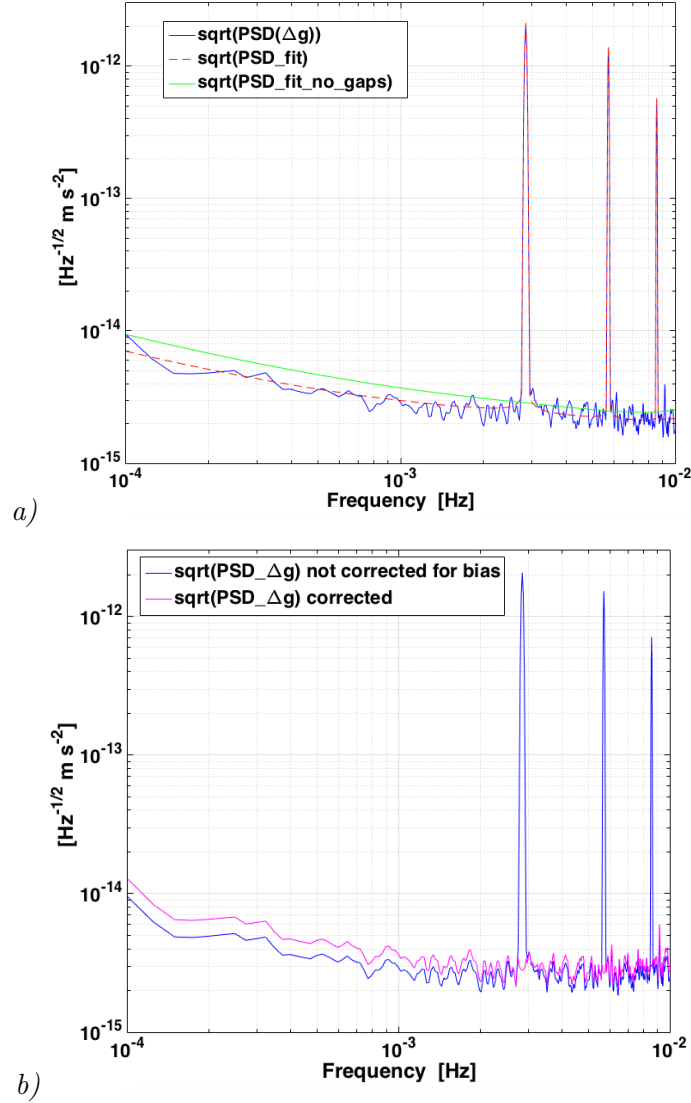 sqrt(PSD(Δg))
sqrt(PSD_fit)
sqrt(PSD_fit_no_gaps)
10^-12
10^-13
10^-14
10^-15
[Hz^-1/2 m s^-2]
10^-4
10^-3
10^-2
Frequency [Hz]
a)
sqrt(PSD_Δg) not corrected for bias
sqrt(PSD_Δg) corrected
10^-12
10^-13
10^-14
10^-15
[Hz^-1/2 m s^-2]
10^-4
10^-3
10^-2
Frequency [Hz]
b)